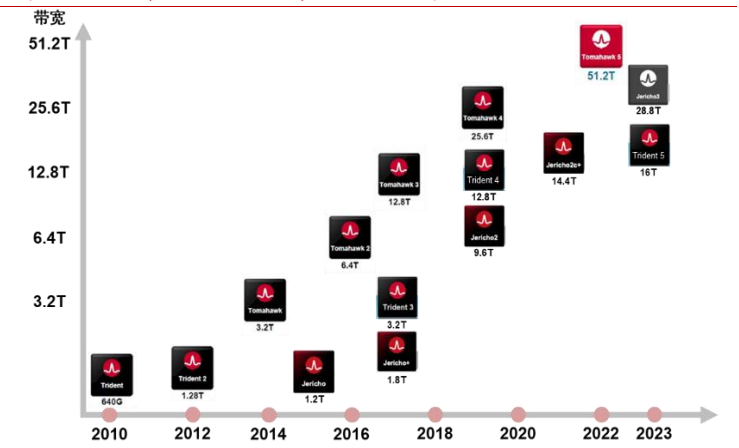 带宽
51.2T
Tomahawk 5
51.2T
Jericho3
28.8T
25.6T
Tomahawk 4
25.6T
Trident 5
16T
Jericho2c+
14.4T
12.8T
Tomahawk 3
12.8T
Trident 4
12.8T
Jericho2
9.6T
6.4T
Tomahawk 2
6.4T
3.2T
Tomahawk
3.2T
Trident 3
3.2T
Jericho+
1.8T
Trident
640G
Trident 2
1.28T
Jericho
1.2T
2010
2012
2014
2016
2018
2020
2022
2023